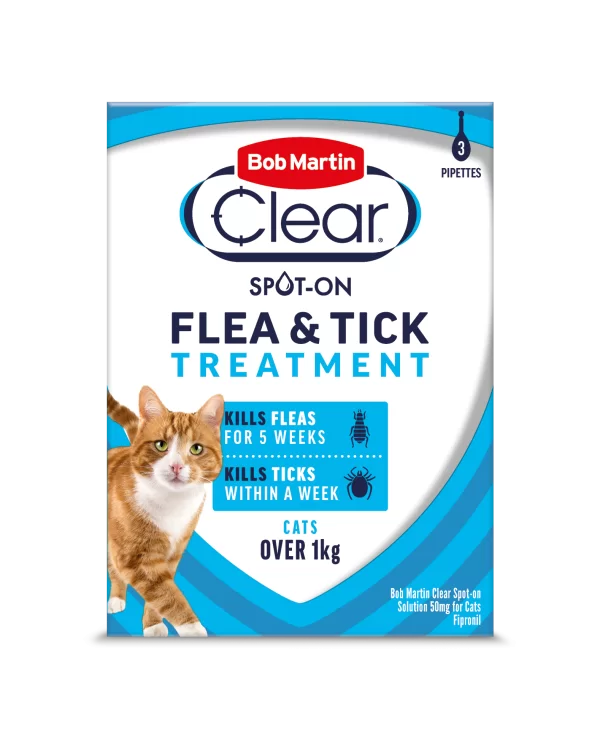 Bob Martin
Clear®
3
PIPETTES
SPOT-ON
FLEA & TICK
TREATMENT
KILLS FLEAS
FOR 5 WEEKS
KILLS TICKS
WITHIN A WEEK
CATS
OVER 1kg
Bob Martin Clear Spot-on
Solution 50mg for Cats
Fipronil